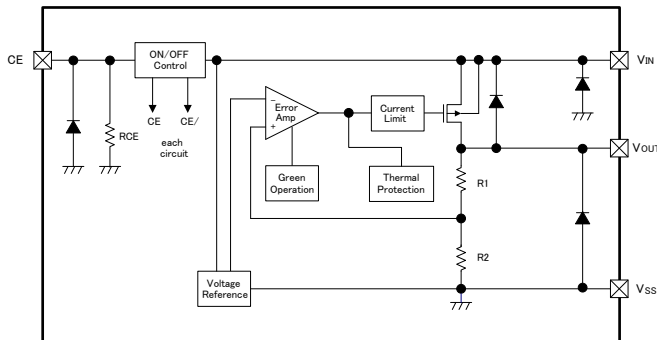 CE
ON/OFF
Control
VIN
CE
CE/
each
circuit
RCE
−
Error
Amp
+
Current
Limit
Green
Operation
Thermal
Protection
VOUT
R1
R2
Voltage
Reference
VSS